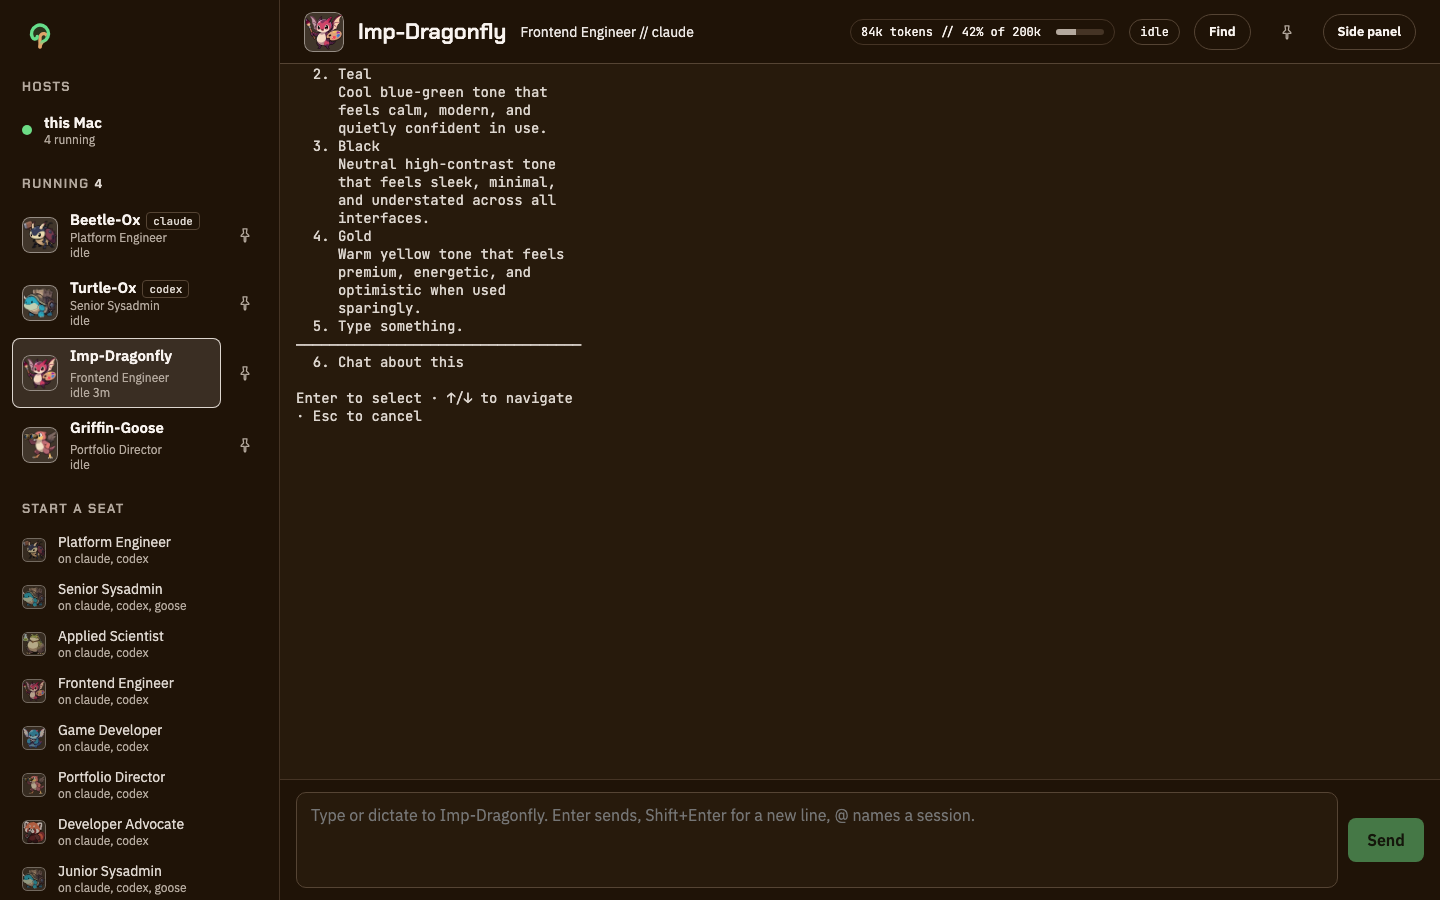 HOSTS
this Mac
4 running
RUNNING 4
Beetle-Ox claude
Platform Engineer
idle
Turtle-Ox codex
Senior Sysadmin
idle
Imp-Dragonfly
Frontend Engineer
idle 3m
Griffin-Goose
Portfolio Director
idle
START A SEAT
Platform Engineer
on claude, codex
Senior Sysadmin
on claude, codex, goose
Applied Scientist
on claude, codex
Frontend Engineer
on claude, codex
Game Developer
on claude, codex
Portfolio Director
on claude, codex
Developer Advocate
on claude, codex
Junior Sysadmin
on claude, codex, goose
Imp-Dragonfly Frontend Engineer // claude 84k tokens // 42% of 200k idle Find Side panel
2. Teal
Cool blue-green tone that
feels calm, modern, and
quietly confident in use.
3. Black
Neutral high-contrast tone
that feels sleek, minimal,
and understated across all
interfaces.
4. Gold
Warm yellow tone that feels
premium, energetic, and
optimistic when used
sparingly.
5. Type something.
6. Chat about this
Enter to select · ↑/↓ to navigate
· Esc to cancel
Type or dictate to Imp-Dragonfly. Enter sends, Shift+Enter for a new line, @ names a session.
Send